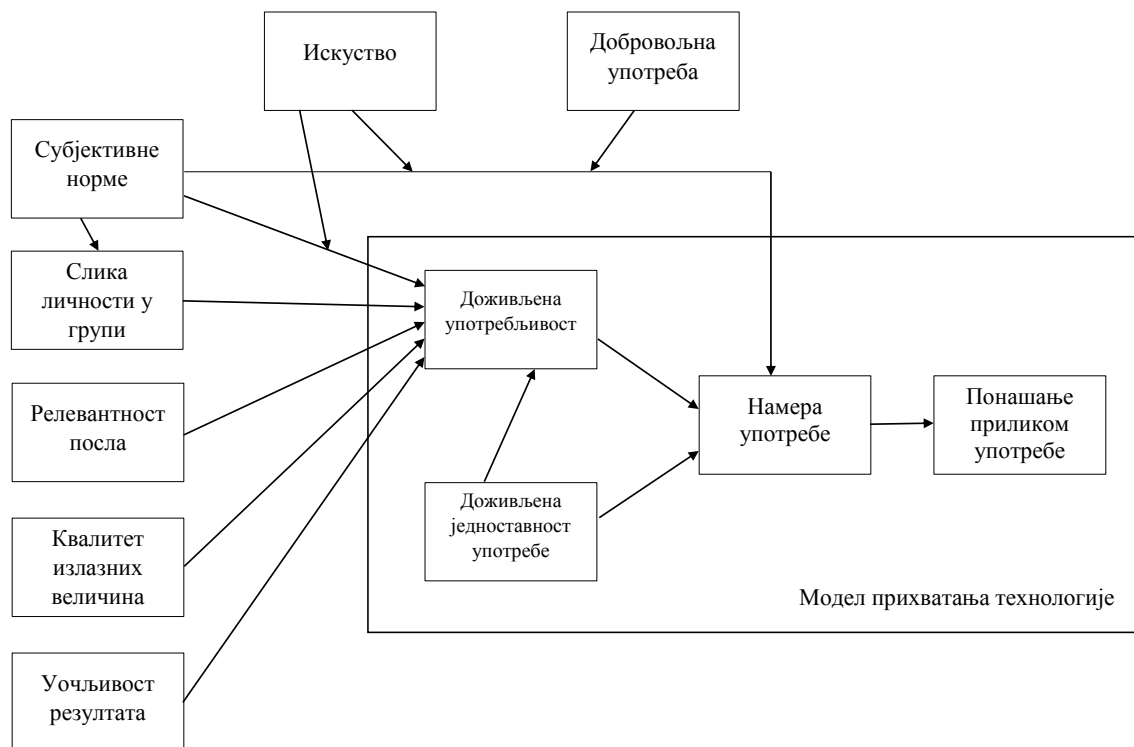 Искуство
Добровољна
употреба
Субјективне
норме
Слика
личности у
групи
Доживљена
употребљивост
Релевантност
посла
Намера
употребе
Понашање
приликом
употребе
Доживљена
једноставност
употребе
Квалитет
излазних
величина
Модел прихватања технологије
Уочљивост
резултата